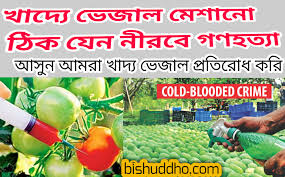 খাদ্যে ভেজাল মেশানো
ঠিক যেন নীরবে গণহত্যা
আসুন আমরা খাদ্য ভেজাল প্রতিরোধ করি
COLD-BLOODED CRIME
bishuddho.com